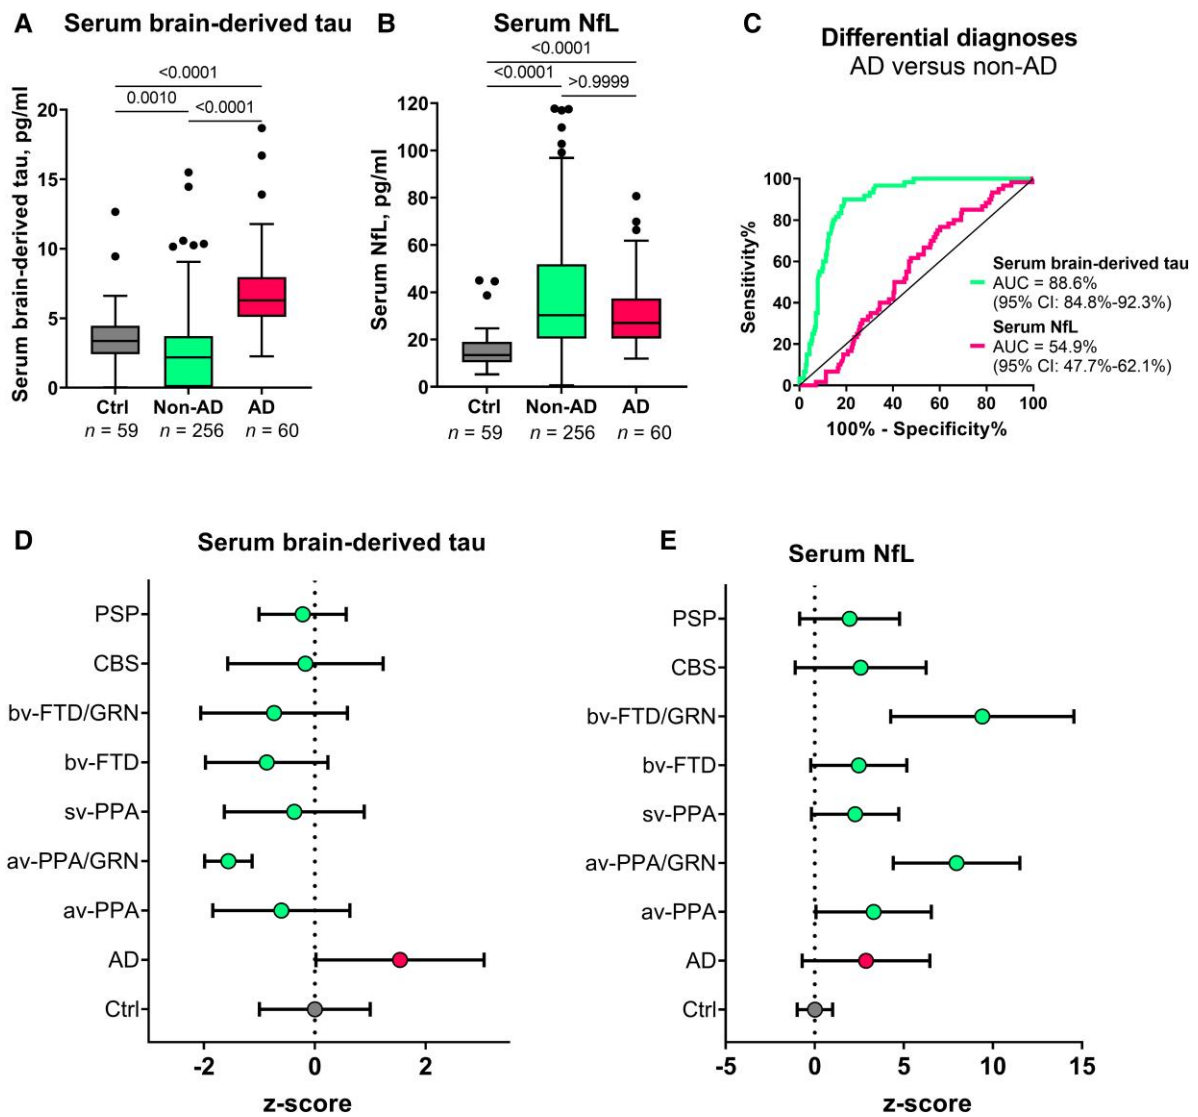 A Serum brain-derived tau
<0.0001
0.0010
<0.0001
Serum brain-derived tau, pg/ml
20
15
10
5
0
Ctrl Non-AD AD
n = 59 n = 256 n = 60
B Serum NfL
<0.0001
<0.0001 >0.9999
Serum NfL, pg/ml
120
100
80
60
40
20
0
Ctrl Non-AD AD
n = 59 n = 256 n = 60
C
Differential diagnoses
AD versus non-AD
Sensitivity%
100
80
60
40
20
0
0 20 40 60 80 100
100% - Specificity%
Serum brain-derived tau
AUC = 88.6%
(95% CI: 84.8%-92.3%)
Serum NfL
AUC = 54.9%
(95% CI: 47.7%-62.1%)
D Serum brain-derived tau
PSP
CBS
bv-FTD/GRN
bv-FTD
sv-PPA
av-PPA/GRN
av-PPA
AD
Ctrl
-2 0 2
z-score
E Serum NfL
PSP
CBS
bv-FTD/GRN
bv-FTD
sv-PPA
av-PPA/GRN
av-PPA
AD
Ctrl
-5 0 5 10 15
z-score